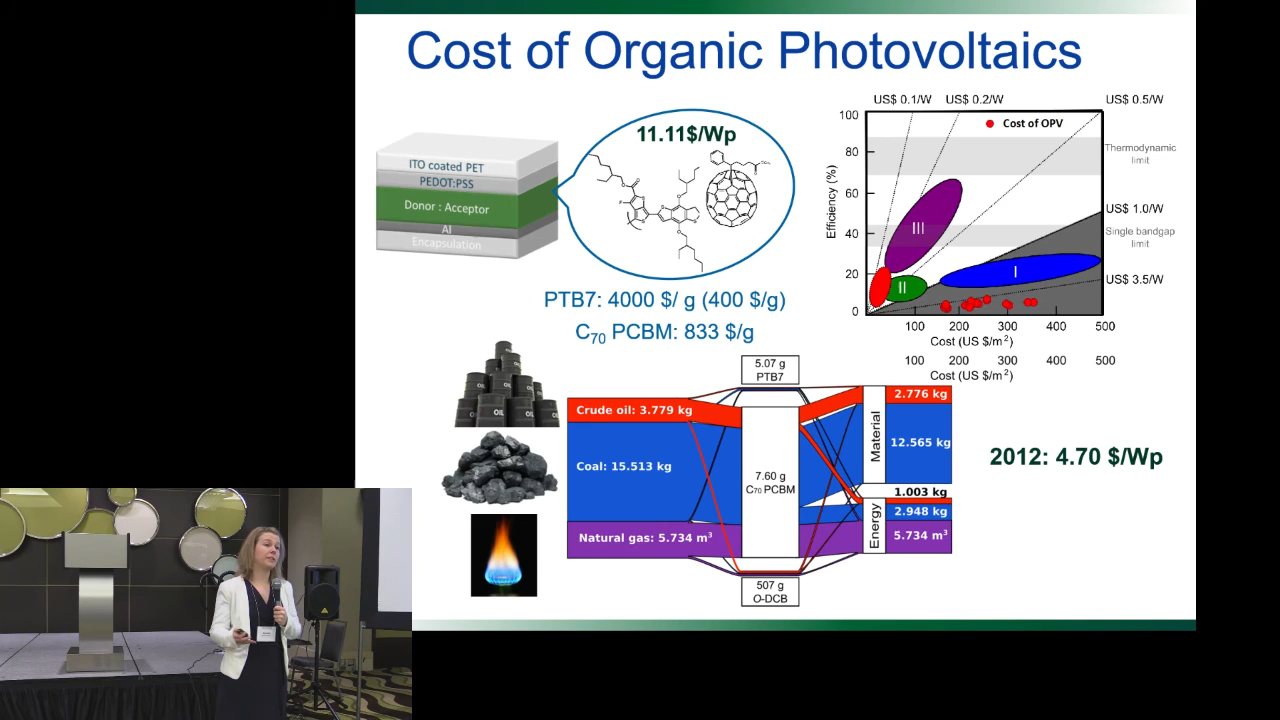 Cost of Organic Photovoltaics
ITO coated PET
PEDOT:PSS
Donor : Acceptor
Al
Encapsulation
11.11$/Wp
F
O
O
O
O
PTB7: 4000 $/ g (400 $/g)
C₇₀ PCBM: 833 $/g
US$ 0.1/W
US$ 0.2/W
US$ 0.5/W
Cost of OPV
Thermodynamic
limit
US$ 1.0/W
Single bandgap
limit
US$ 3.5/W
Efficiency (%)
100
80
60
40
20
0
III
II
I
100 200 300 400 500
Cost (US $/m²)
100 200 300 400 500
Cost (US $/m²)
OIL
Crude oil: 3.779 kg
Coal: 15.513 kg
Natural gas: 5.734 m³
5.07 g
PTB7
7.60 g
C₇₀ PCBM
507 g
O-DCB
Material
Energy
2.776 kg
12.565 kg
1.003 kg
2.948 kg
5.734 m³
2012: 4.70 $/Wp